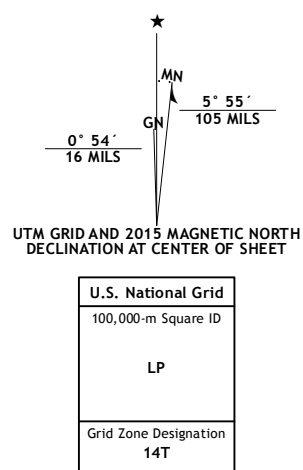 MN
5° 55´
105 MILS
GN
0° 54´
16 MILS
UTM GRID AND 2015 MAGNETIC NORTH
DECLINATION AT CENTER OF SHEET
U.S. National Grid
100,000-m Square ID
LP
Grid Zone Designation
14T